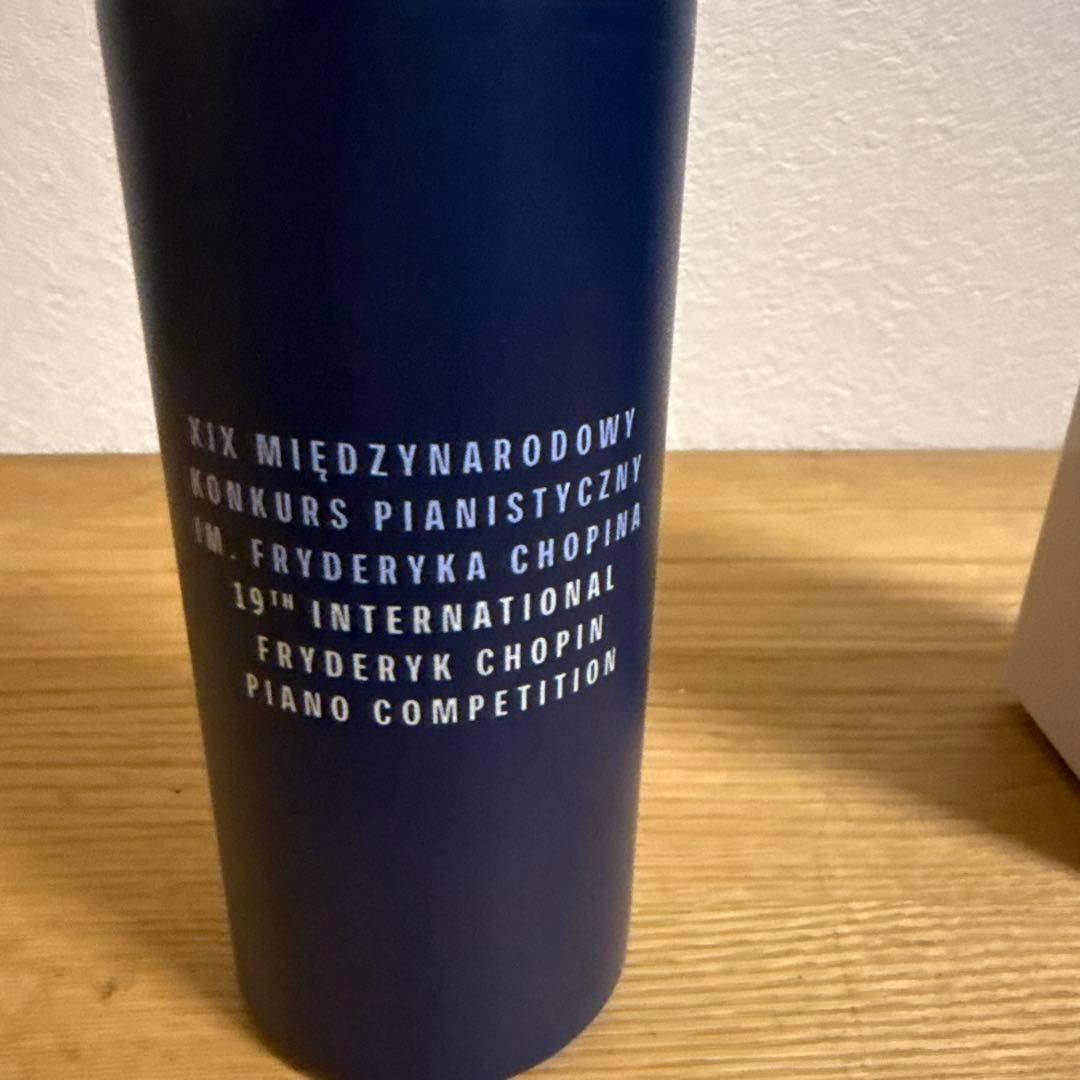 XIX MIĘDZYNARODOWY
KONKURS PIANISTYCZNY
IM. FRYDERYKA CHOPINA
19TH INTERNATIONAL
FRYDERYK CHOPIN
PIANO COMPETITION